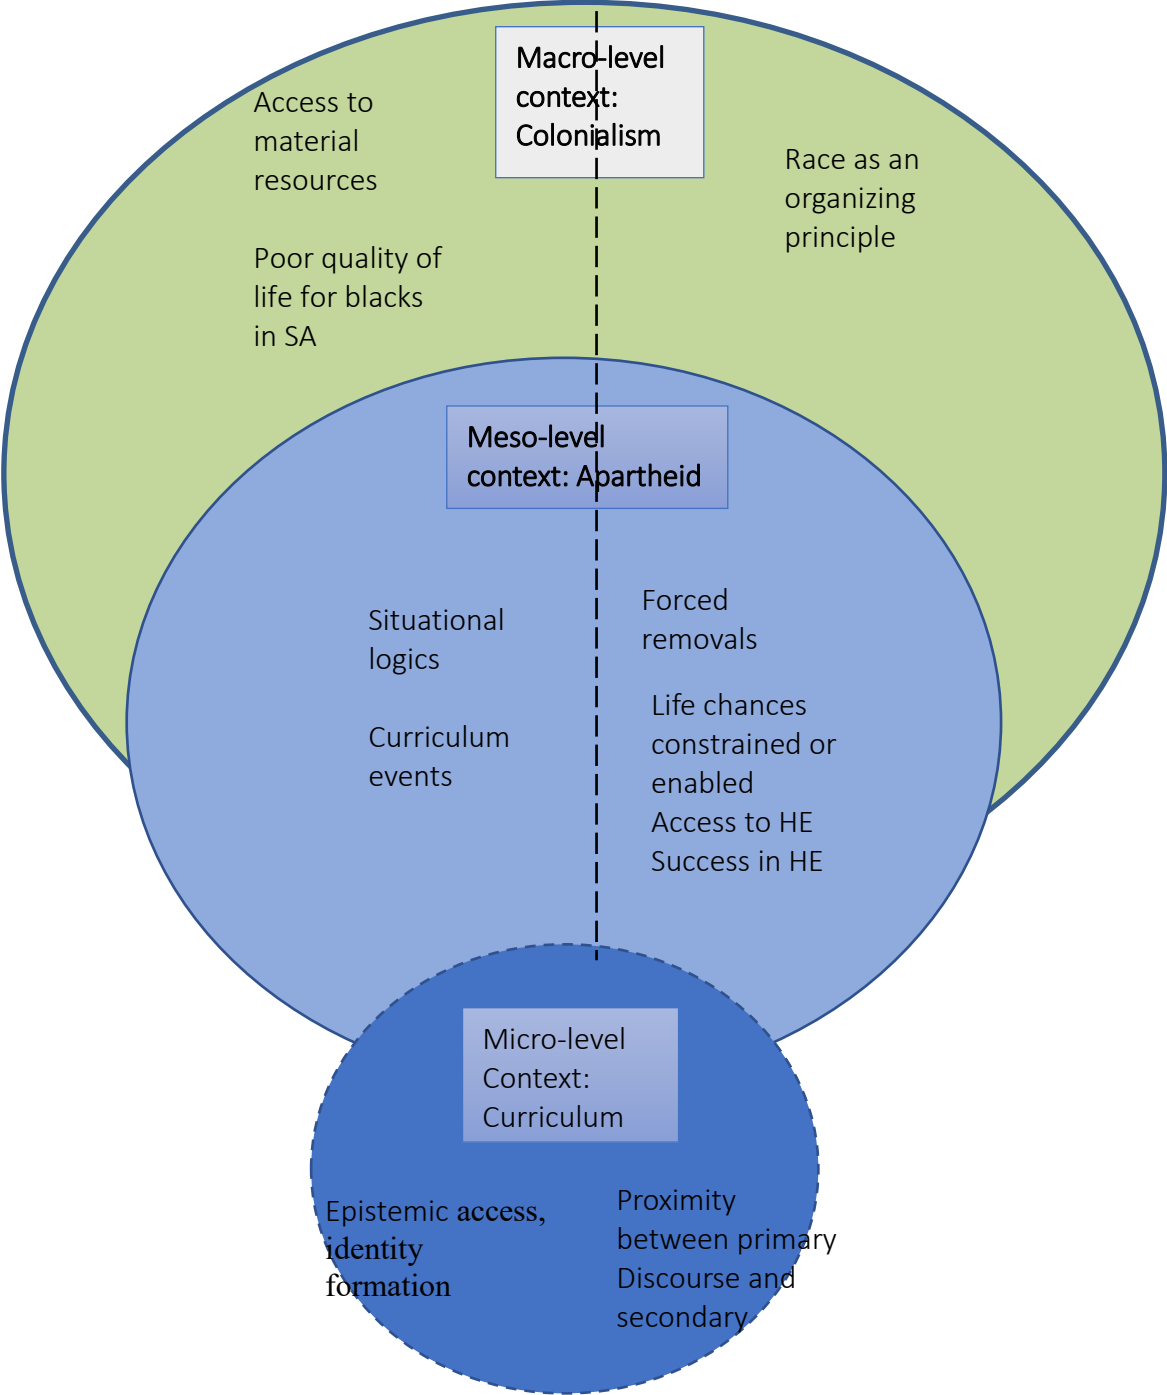 Macro-level
context:
Colonialism
Access to
material
resources
Poor quality of
life for blacks
in SA
Race as an
organizing
principle
Meso-level
context: Apartheid
Situational
logics
Curriculum
events
Forced
removals
Life chances
constrained or
enabled
Access to HE
Success in HE
Micro-level
Context:
Curriculum
Epistemic access,
identity
formation
Proximity
between primary
Discourse and
secondary